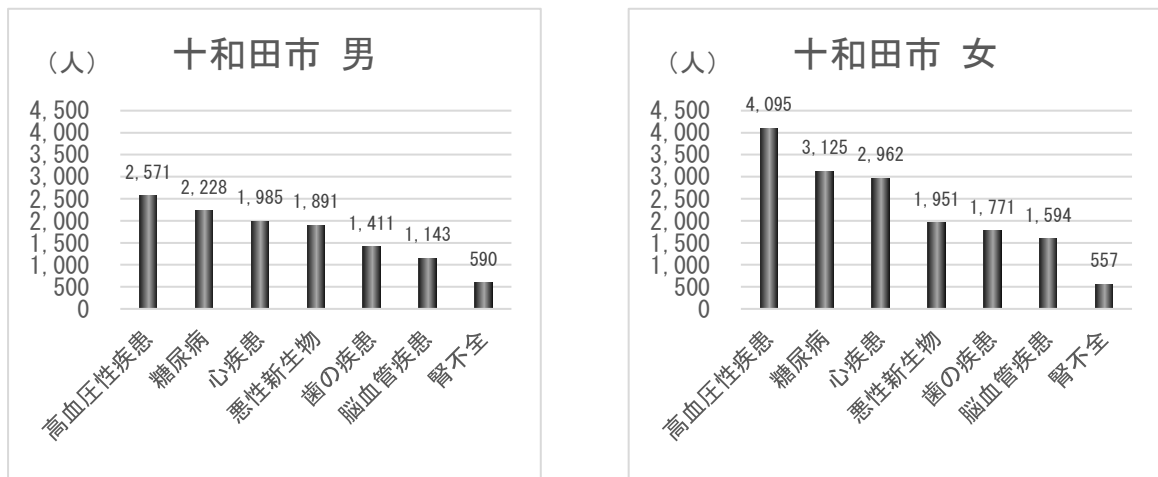 十和田市 男
（人）
4,500
4,000
3,500
3,000
2,500
2,000
1,500
1,000
500
0
2,571
2,228
1,985
1,891
1,411
1,143
590
高血圧性疾患
糖尿病
心疾患
悪性新生物
歯の疾患
脳血管疾患
腎不全
十和田市 女
（人）
4,500
4,000
3,500
3,000
2,500
2,000
1,500
1,000
500
0
4,095
3,125
2,962
1,951
1,771
1,594
557
高血圧性疾患
糖尿病
心疾患
悪性新生物
歯の疾患
脳血管疾患
腎不全